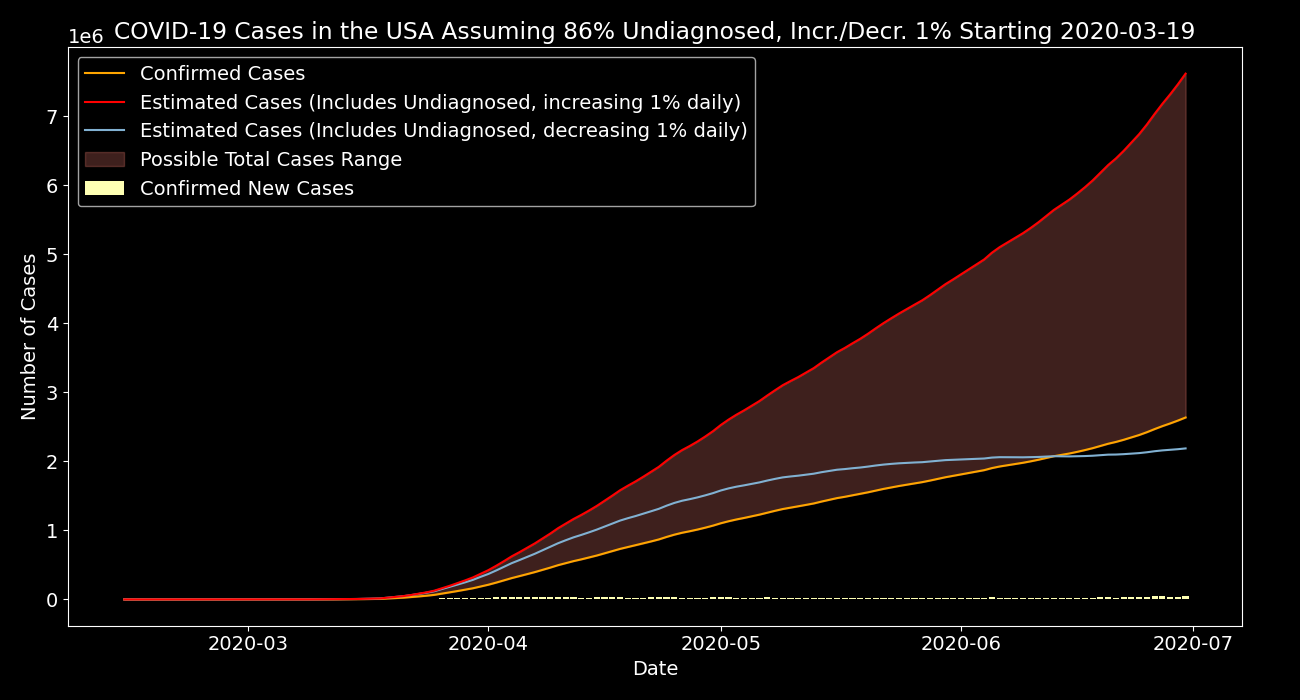 COVID-19 Cases in the USA Assuming 86% Undiagnosed, Incr./Decr. 1% Starting 2020-03-19
1e6
Confirmed Cases
Estimated Cases (Includes Undiagnosed, increasing 1% daily)
Estimated Cases (Includes Undiagnosed, decreasing 1% daily)
Possible Total Cases Range
Confirmed New Cases
7
6
5
4
3
2
1
0
Number of Cases
2020-03 2020-04 2020-05 2020-06 2020-07
Date